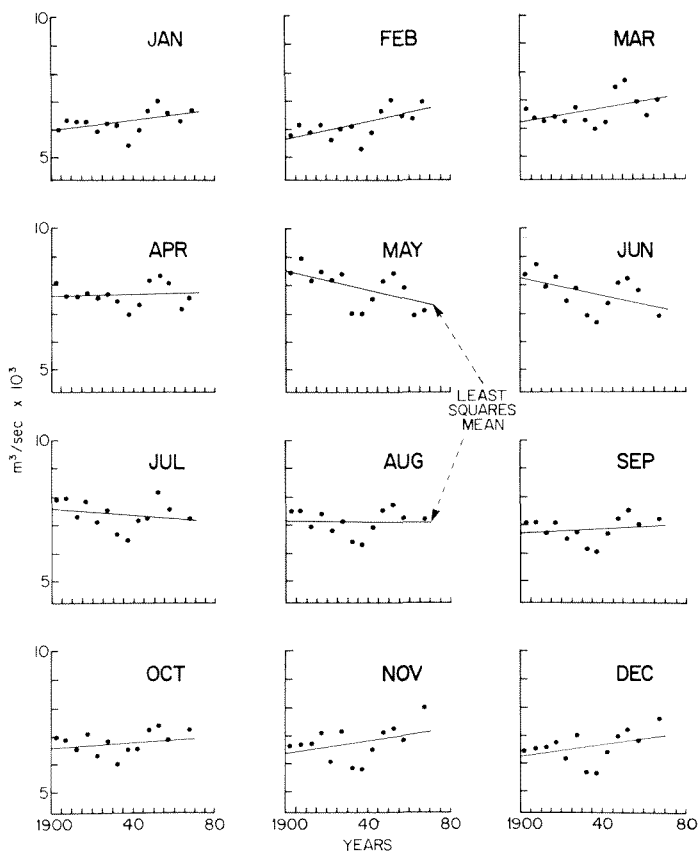 10
JAN
FEB
MAR
5
10
APR
MAY
JUN
5
LEAST
SQUARES
MEAN
m³/sec x 10³
10
JUL
AUG
SEP
5
10
OCT
NOV
DEC
5
1900 40 80
1900 40 80
1900 40 80
YEARS